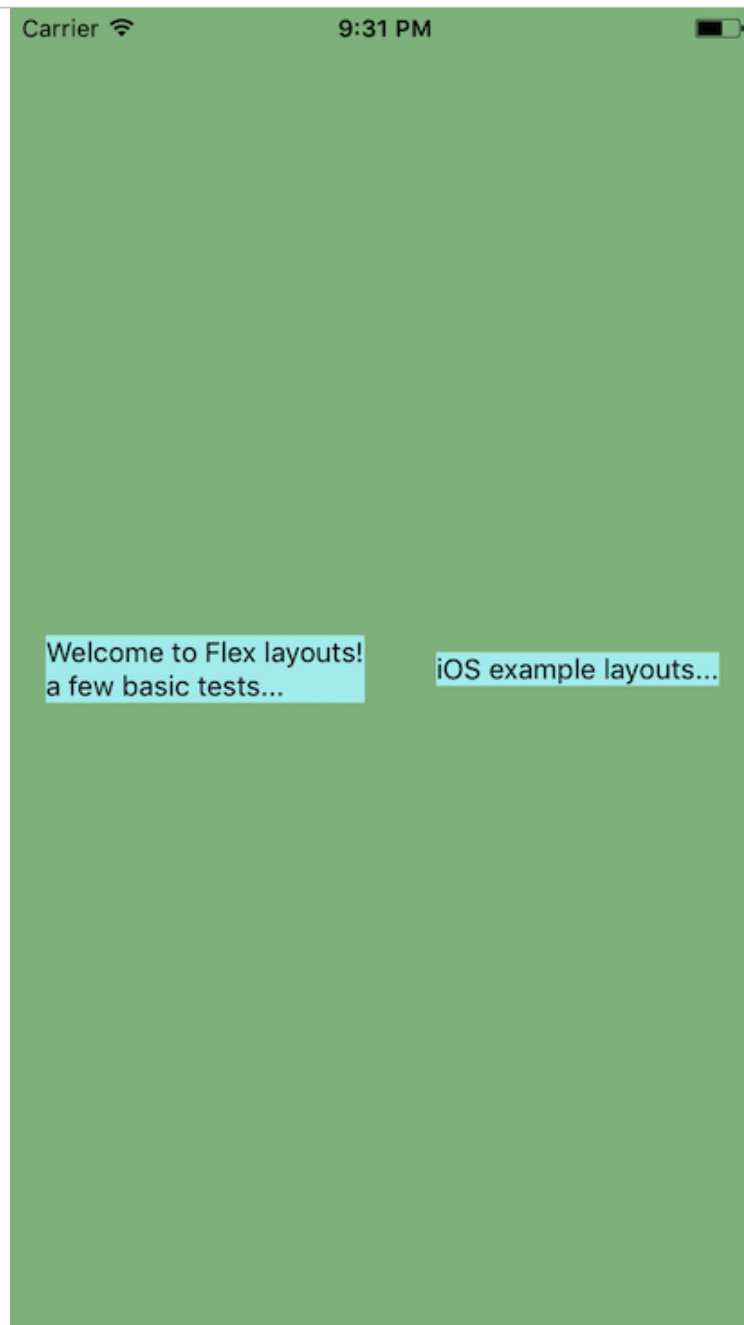 Carrier
9:31 PM
Welcome to Flex layouts!
a few basic tests...
iOS example layouts...